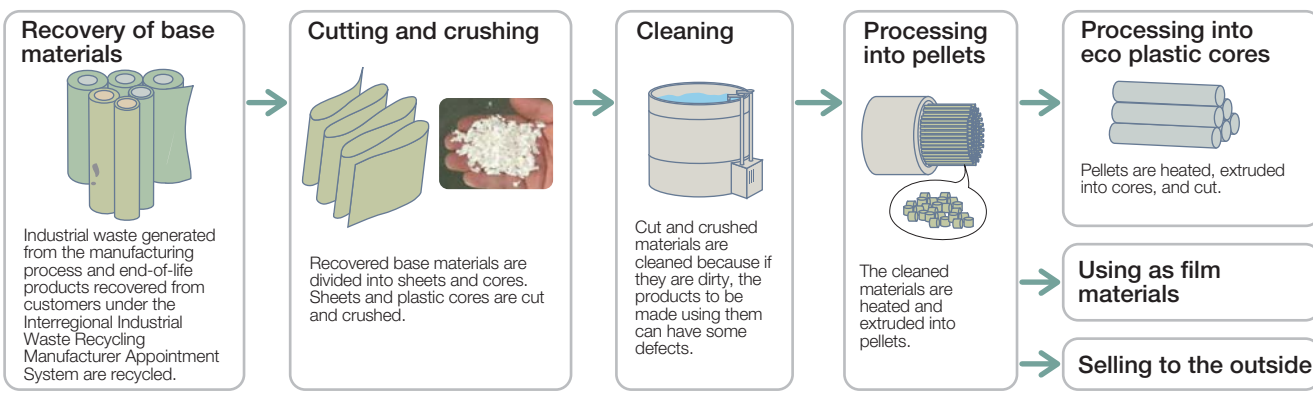 Recovery of base
materials
Industrial waste generated
from the manufacturing
process and end-of-life
products recovered from
customers under the
Interregional Industrial
Waste Recycling
Manufacturer Appointment
System are recycled.
Cutting and crushing
Recovered base materials are
divided into sheets and cores.
Sheets and plastic cores are cut
and crushed.
Cleaning
Cut and crushed
materials are
cleaned because if
they are dirty, the
products to be
made using them
can have some
defects.
Processing
into pellets
The cleaned
materials are
heated and
extruded into
pellets.
Processing into
eco plastic cores
Pellets are heated, extruded
into cores, and cut.
Using as film
materials
Selling to the outside